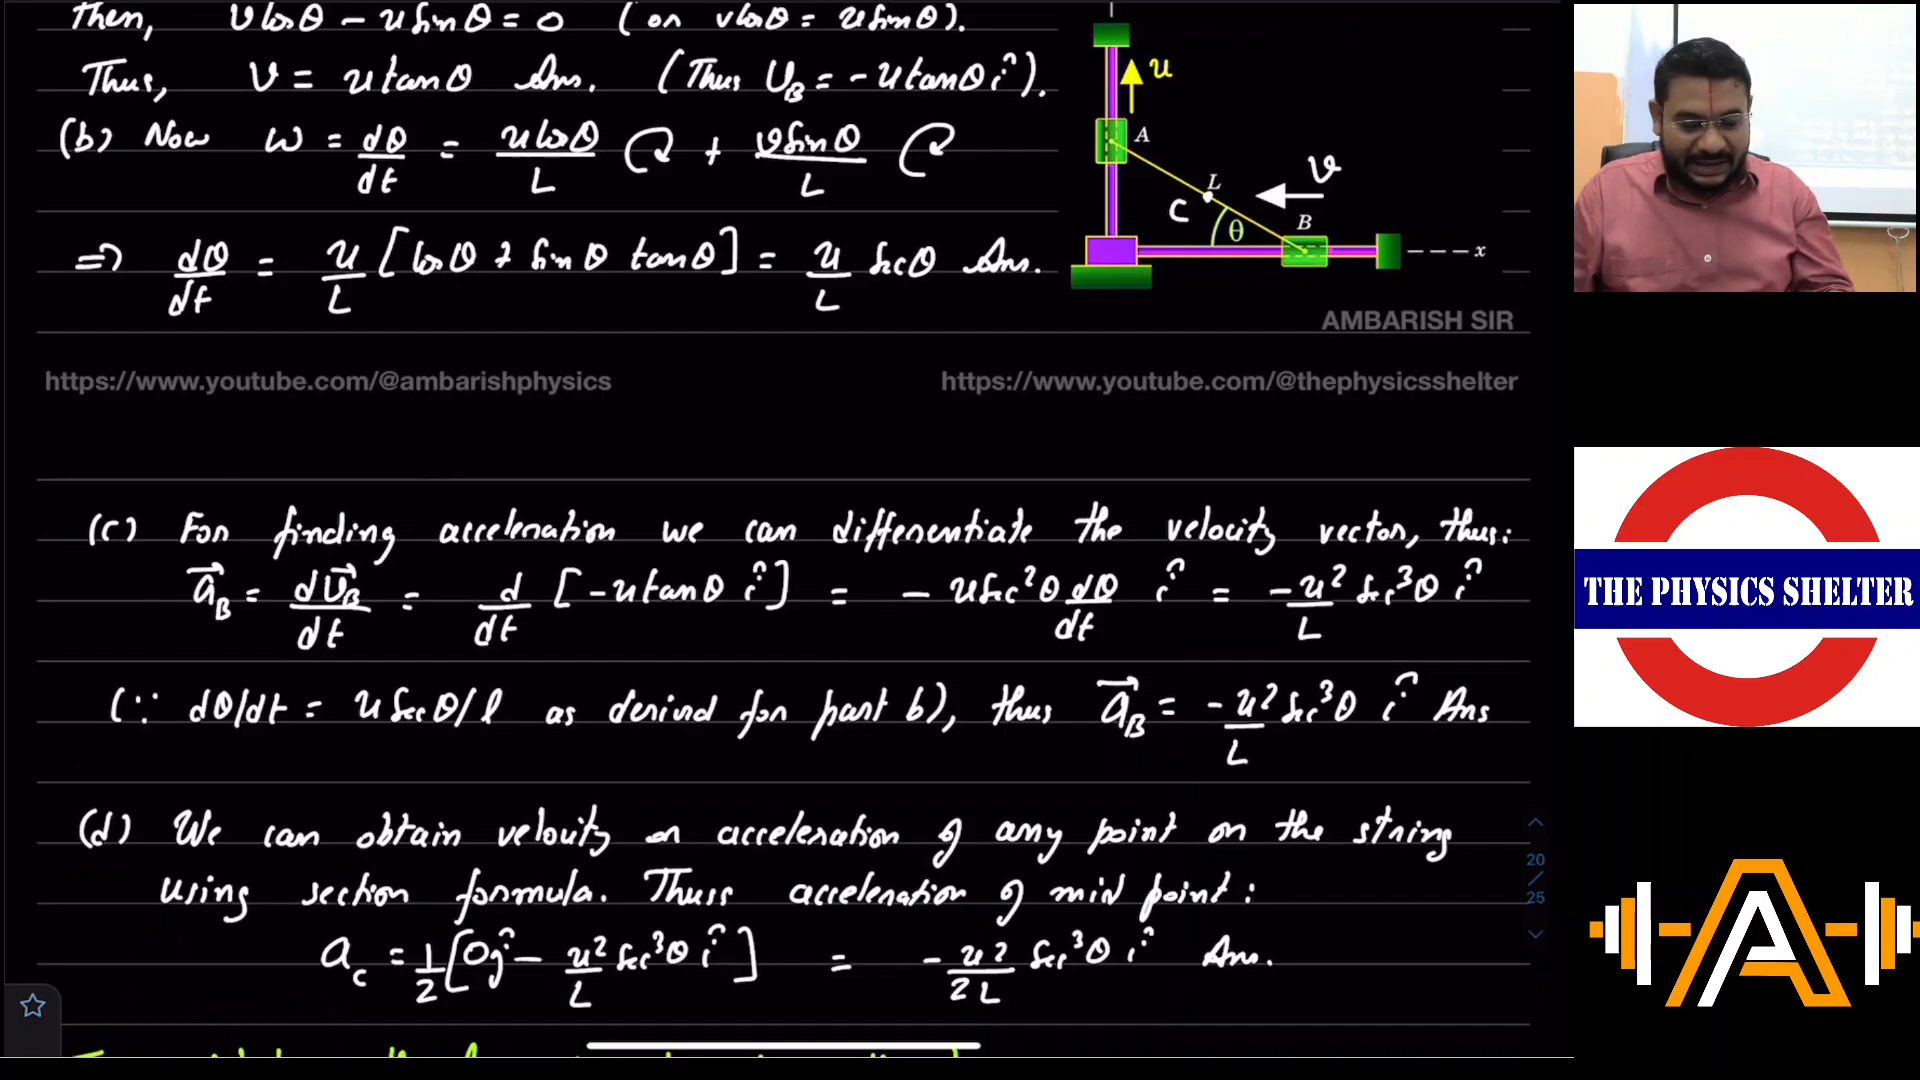 Then, v cosθ − u sinθ = 0 (or v cosθ = u sinθ).
Thus, v = u tanθ Ans. (Thus U_B = − u tanθ î).
(b) Now ω = dθ/dt = u cosθ/L ↻ + v sinθ/L ↻
⇒ dθ/dt = u/L [cosθ + sinθ tanθ] = u/L secθ Ans.
u
A
L
C
v
B
θ
x
AMBARISH SIR
https://www.youtube.com/@ambarishphysics https://www.youtube.com/@thephysicsshelter
(c) For finding acceleration we can differentiate the velocity vector, thus:
a⃗_B = dv⃗_B/dt = d/dt [−u tanθ î] = − u sec²θ dθ/dt î = −u²/L sec³θ î
(∵ dθ/dt = u secθ/l as derived for part b), thus a⃗_B = −u²/L sec³θ î Ans
(d) We can obtain velocity or acceleration of any point on the string
using section formula. Thuss acceleration of mid point:
a_c = 1/2 [0ĵ − u²/L sec³θ î] = − u²/2L sec³θ î Ans.
20
/
25
THE PHYSICS SHELTER
A